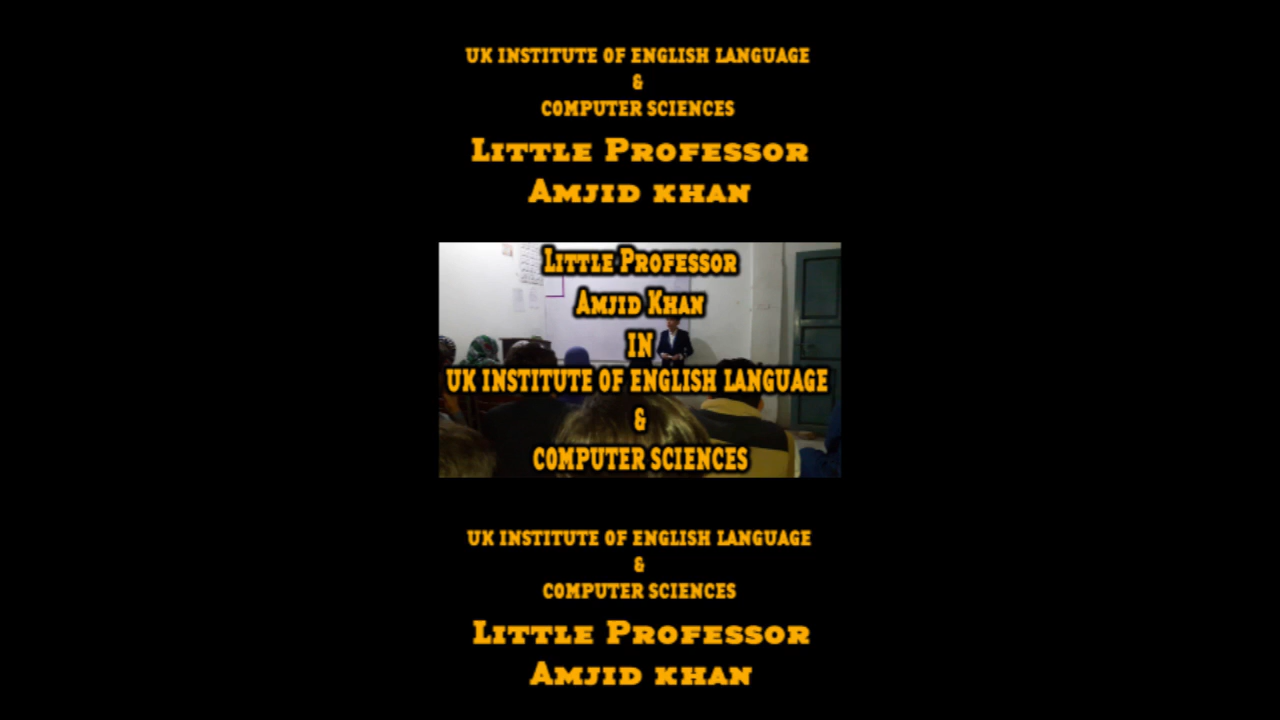 UK INSTITUTE OF ENGLISH LANGUAGE
&
COMPUTER SCIENCES
LITTLE PROFESSOR
AMJID KHAN
LITTLE PROFESSOR
AMJID KHAN
IN
UK INSTITUTE OF ENGLISH LANGUAGE
&
COMPUTER SCIENCES
UK INSTITUTE OF ENGLISH LANGUAGE
&
COMPUTER SCIENCES
LITTLE PROFESSOR
AMJID KHAN